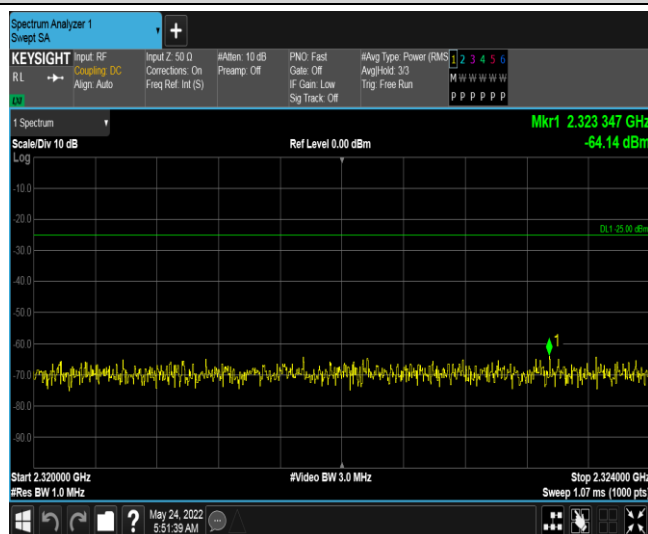 Spectrum Analyzer 1
Swept SA
+
KEYSIGHT Input: RF Input Z: 50 Ω #Atten: 10 dB PNO: Fast #Avg Type: Power (RMS 1 2 3 4 5 6
RL Coupling: DC Corrections: On Preamp: Off Gate: Off Avg|Hold: 3/3 M W W W W W
Align: Auto Freq Ref: Int (S) IF Gain: Low Trig: Free Run
Sig Track: Off P P P P P P
LXI
1 Spectrum Mkr1 2.323 347 GHz
Scale/Div 10 dB Ref Level 0.00 dBm -64.14 dBm
Log
-10.0
-20.0
DL1 -25.00 dBm
-30.0
-40.0
-50.0
-60.0
1
-70.0
-80.0
-90.0
Start 2.320000 GHz #Video BW 3.0 MHz Stop 2.324000 GHz
#Res BW 1.0 MHz Sweep 1.07 ms (1000 pts)
? May 24, 2022
5:51:39 AM